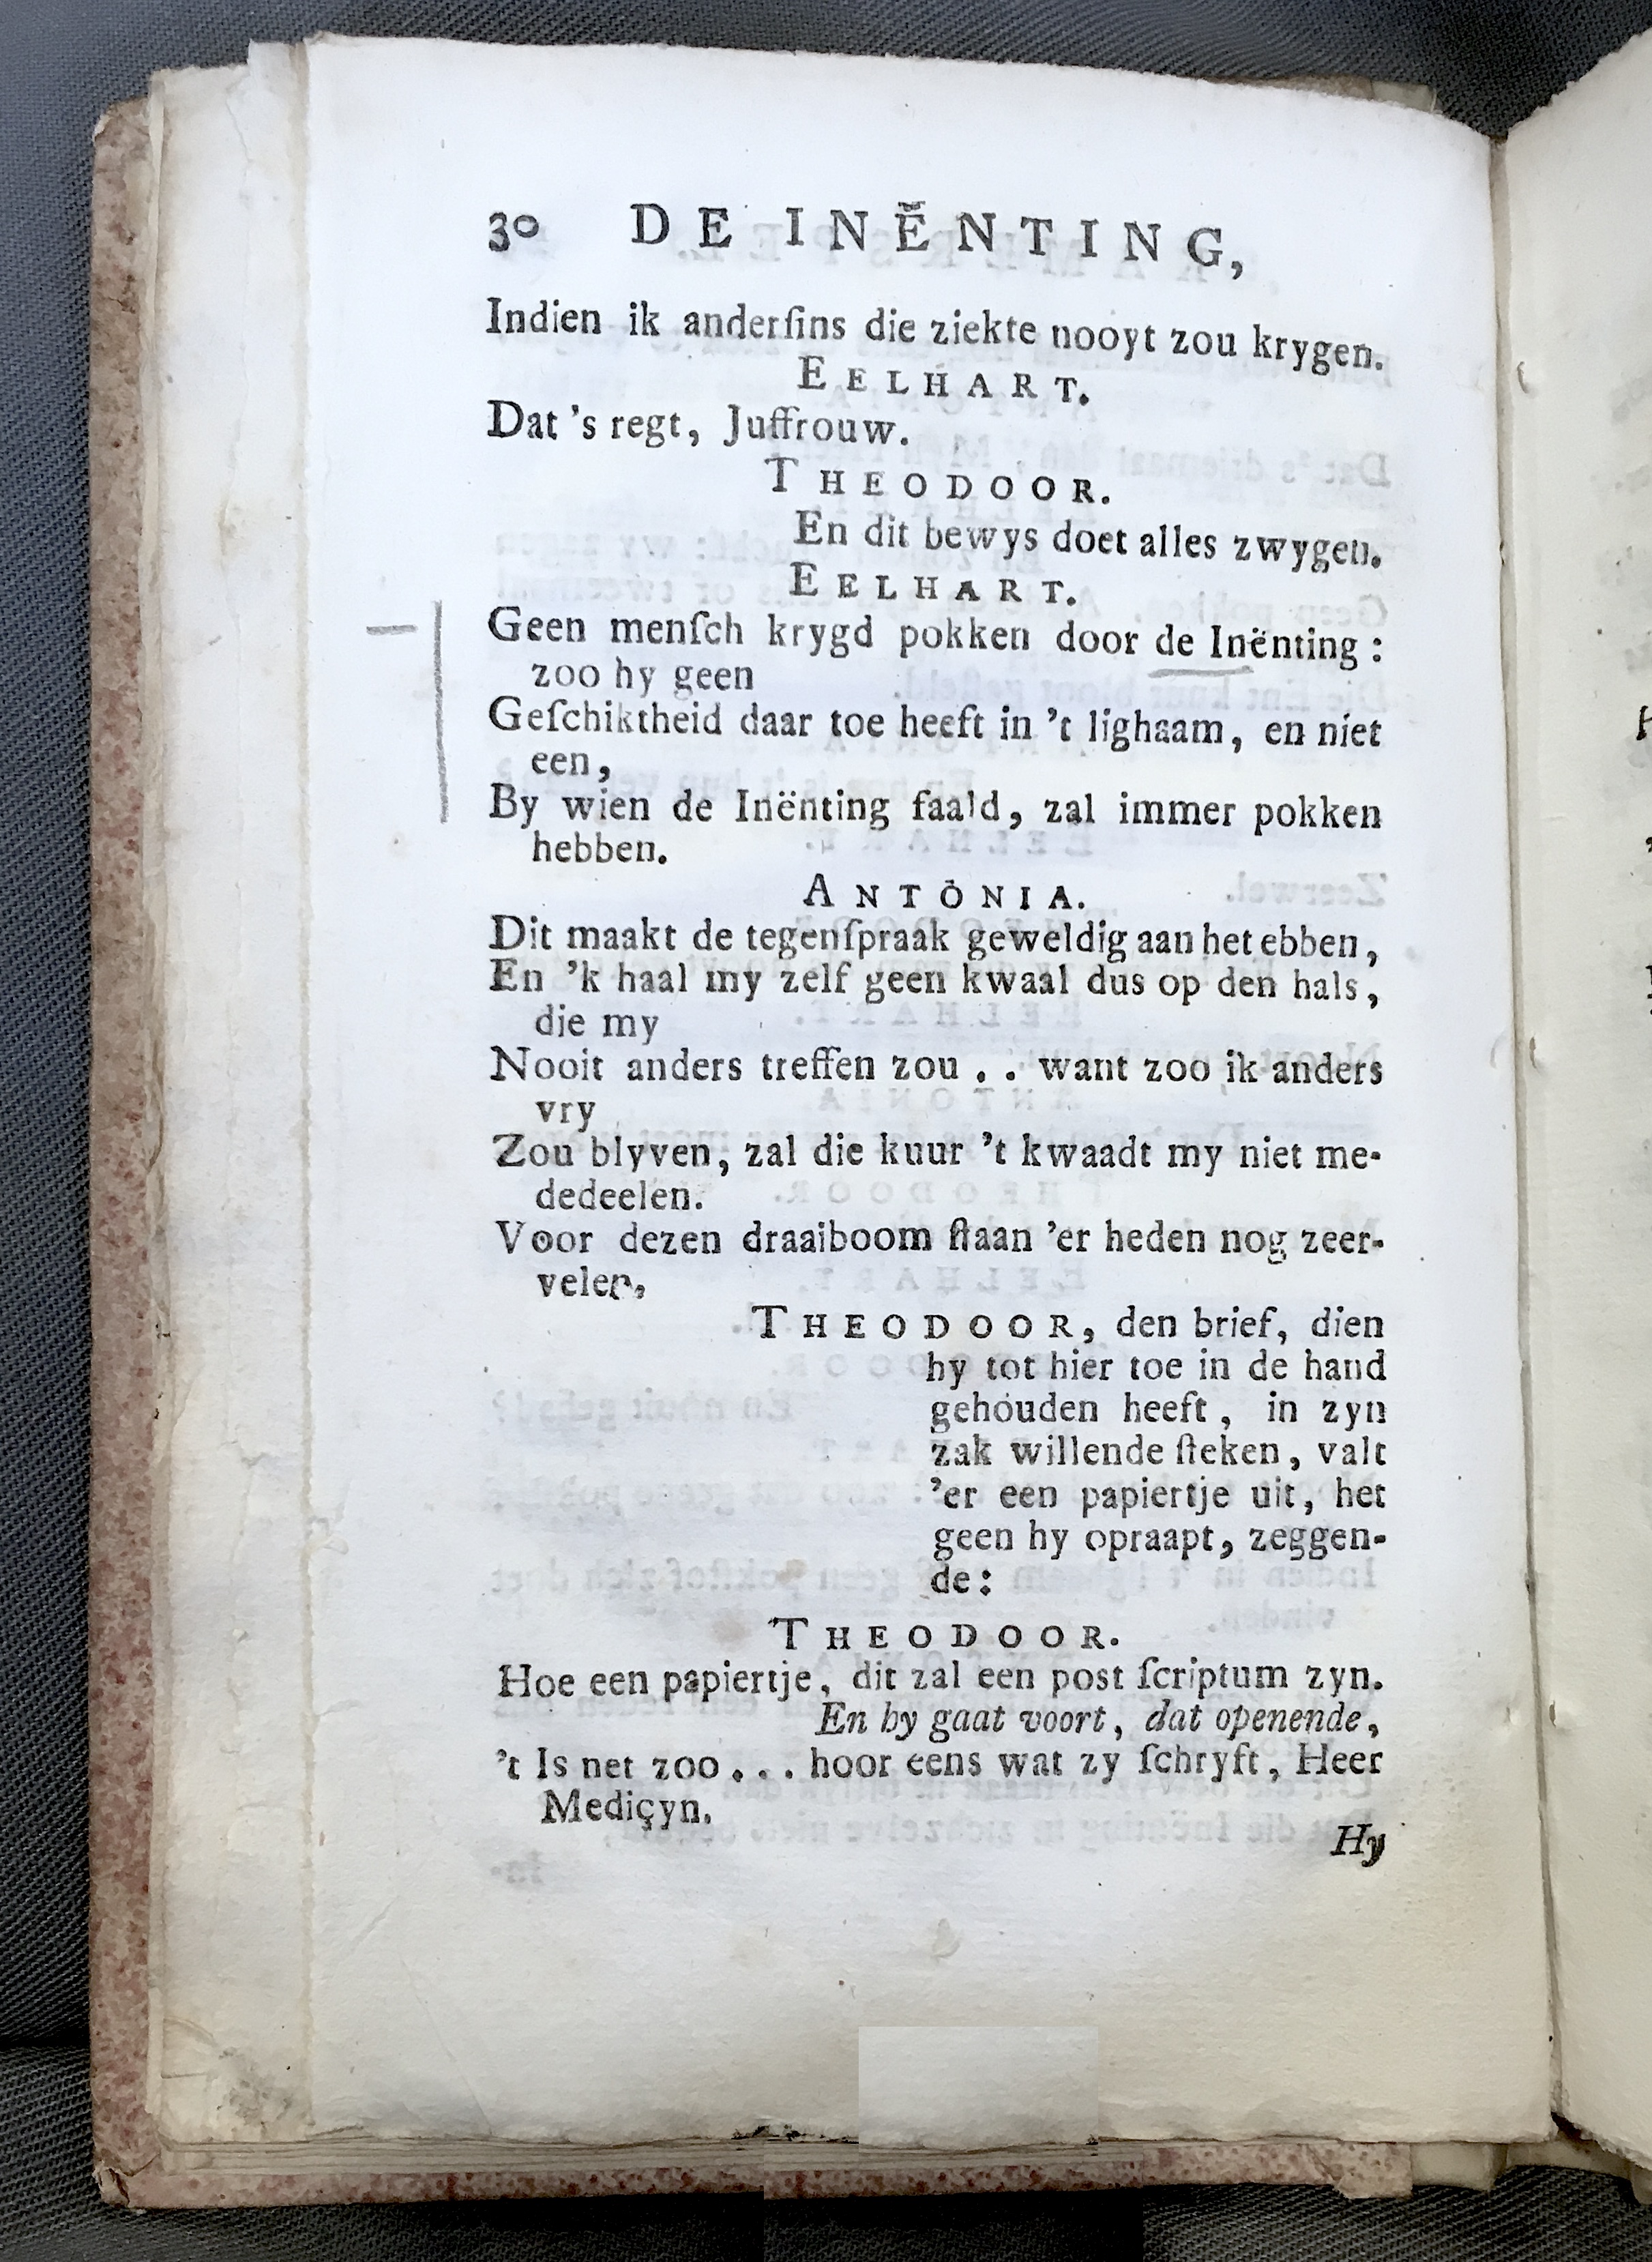 30 DE INËNTING,
Indien ik anderſins die ziekte nooyt zou krygen.
EELHART.
Dat 's regt, Juffrouw.
THEODOOR.
En dit bewys doet alles zwygen.
EELHART.
Geen menſch krygd pokken door de Inënting:
zoo hy geen
Geſchiktheid daar toe heeft in 't lighaam, en niet
een,
By wien de Inënting faald, zal immer pokken
hebben.
ANTONIA.
Dit maakt de tegenſpraak geweldig aan het ebben,
En 'k haal my zelf geen kwaal dus op den hals,
die my
Nooit anders treffen zou . . want zoo ik anders
vry
Zou blyven, zal die kuur 't kwaadt my niet me-
dedeelen.
Voor dezen draaiboom ſtaan 'er heden nog zeer-
velen,
THEODOOR, den brief, dien
hy tot hier toe in de hand
gehouden heeft, in zyn
zak willende ſteken, valt
'er een papiertje uit, het
geen hy opraapt, zeggen-
de:
THEODOOR.
Hoe een papiertje, dit zal een post ſcriptum zyn.
En hy gaat voort, dat openende,
't Is net zoo . . . hoor eens wat zy ſchryft, Heer
Mediçyn.
Hy